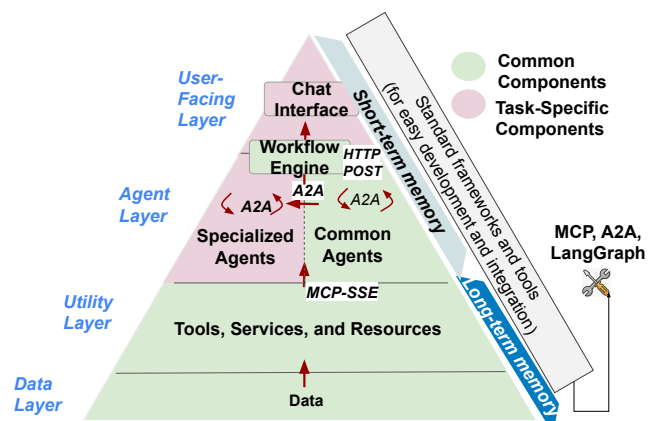 User-
Facing
Layer
Chat
Interface
Workflow
Engine
HTTP
POST
Agent
Layer
A2A
A2A
A2A
Specialized
Agents
Common
Agents
MCP-SSE
Utility
Layer
Tools, Services, and Resources
Data
Layer
Data
Short-term memory
Long-term memory
Standard frameworks and tools
(for easy development and integration)
Common
Components
Task-Specific
Components
MCP, A2A,
LangGraph